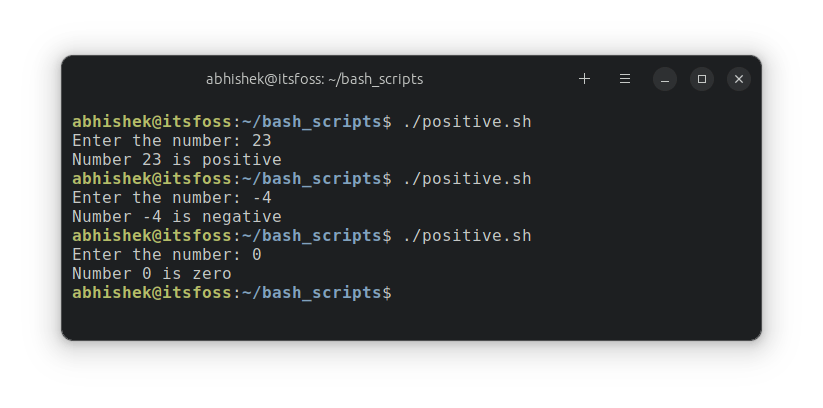 abhishek@itsfoss: ~/bash_scripts
abhishek@itsfoss:~/bash_scripts$ ./positive.sh
Enter the number: 23
Number 23 is positive
abhishek@itsfoss:~/bash_scripts$ ./positive.sh
Enter the number: -4
Number -4 is negative
abhishek@itsfoss:~/bash_scripts$ ./positive.sh
Enter the number: 0
Number 0 is zero
abhishek@itsfoss:~/bash_scripts$